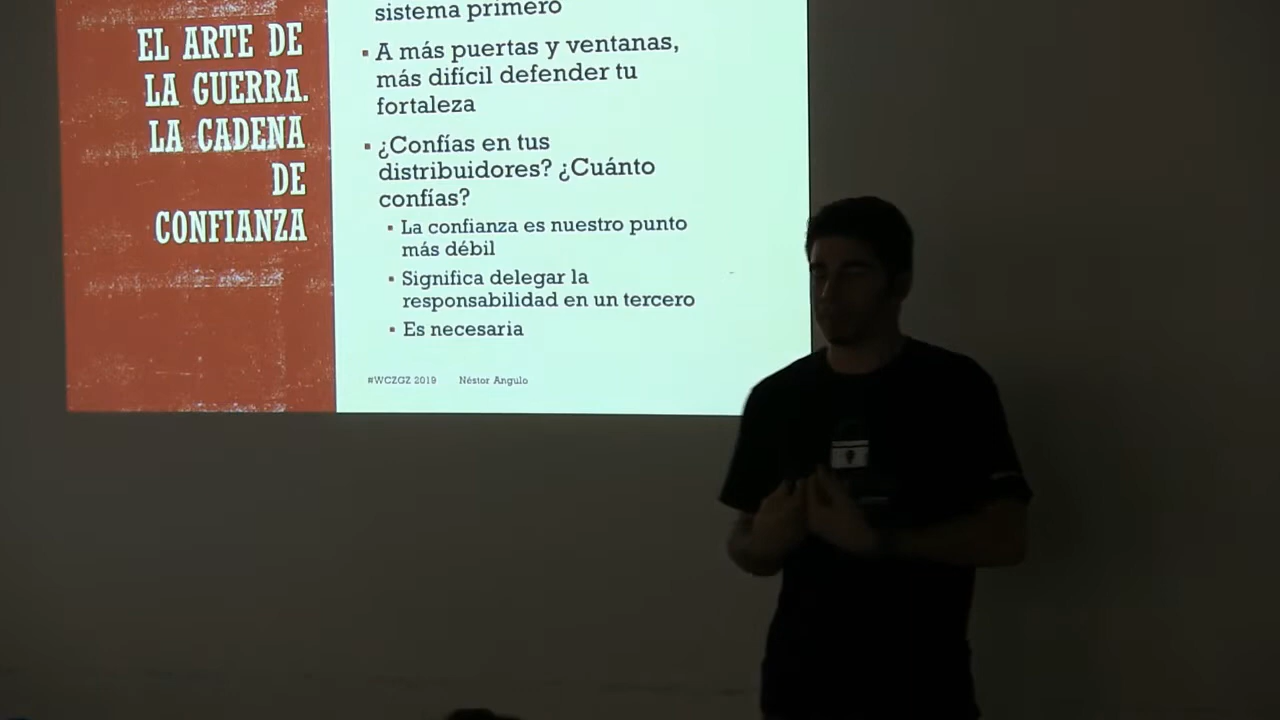 EL ARTE DE
LA GUERRA.
LA CADENA
DE
CONFIANZA
sistema primero
▪ A más puertas y ventanas,
más difícil defender tu
fortaleza
▪ ¿Confías en tus
distribuidores? ¿Cuánto
confías?
▪ La confianza es nuestro punto
más débil
▪ Significa delegar la
responsabilidad en un tercero
▪ Es necesaria
#WCZGZ 2019 Néstor Angulo